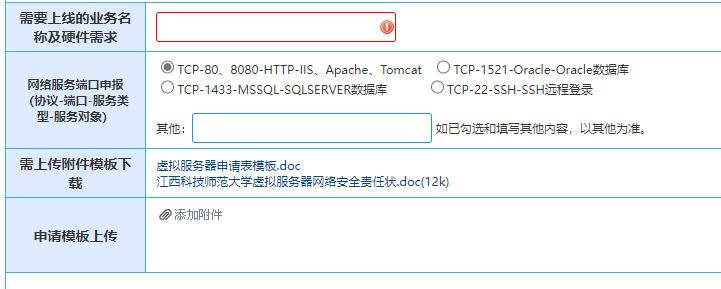 需要上线的业务名
称及硬件需求
网络服务端口申报
(协议-端口-服务类
型-服务对象)
TCP-80、8080-HTTP-IIS、Apache、Tomcat TCP-1521-Oracle-Oracle数据库
TCP-1433-MSSQL-SQLSERVER数据库 TCP-22-SSH-SSH远程登录
其他: 如已勾选和填写其他内容，以其他为准。
需上传附件模板下
载
虚拟服务器申请表模板.doc
江西科技师范大学虚拟服务器网络安全责任状.doc(12k)
申请模板上传
添加附件